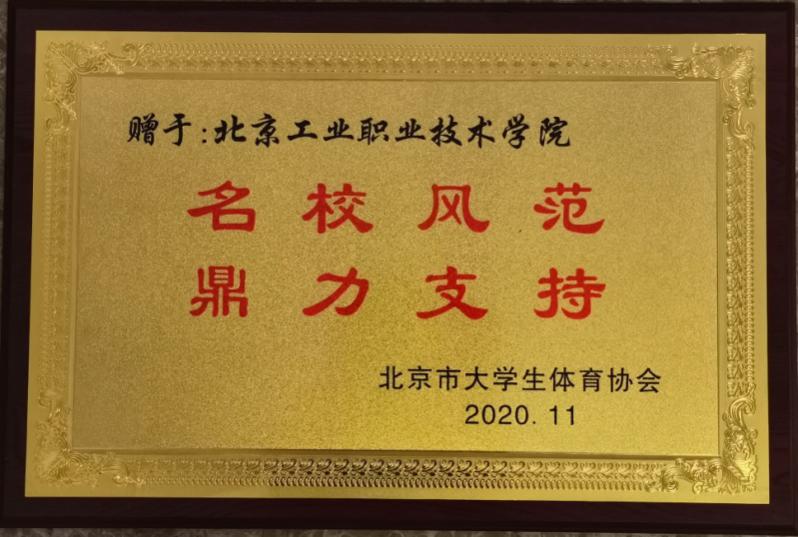 赠于:北京工业职业技术学院
名校风范
鼎力支持
北京市大学生体育协会
2020.11